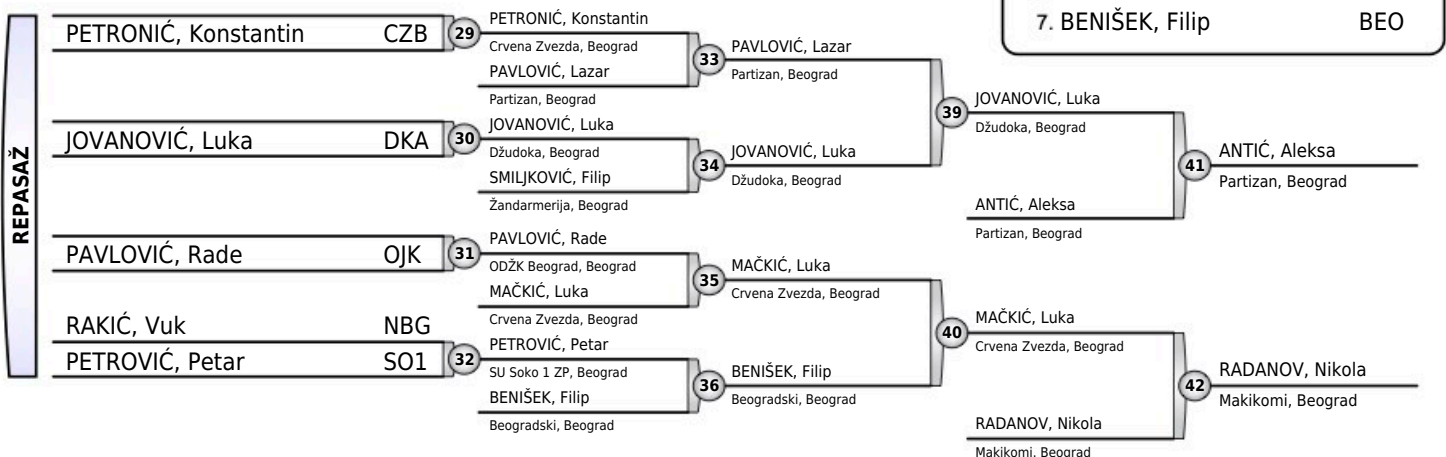 7. BENIŠEK, Filip BEO
REPASAŽ
PETRONIĆ, Konstantin CZB
JOVANOVIĆ, Luka DKA
PAVLOVIĆ, Rade OJK
RAKIĆ, Vuk NBG
PETROVIĆ, Petar SO1
29
PETRONIĆ, Konstantin
Crvena Zvezda, Beograd
PAVLOVIĆ, Lazar
Partizan, Beograd
30
JOVANOVIĆ, Luka
Džudoka, Beograd
SMILJKOVIĆ, Filip
Žandarmerija, Beograd
31
PAVLOVIĆ, Rade
ODŽK Beograd, Beograd
MAČKIĆ, Luka
Crvena Zvezda, Beograd
32
PETROVIĆ, Petar
SU Soko 1 ZP, Beograd
BENIŠEK, Filip
Beogradski, Beograd
33
PAVLOVIĆ, Lazar
Partizan, Beograd
34
JOVANOVIĆ, Luka
Džudoka, Beograd
35
MAČKIĆ, Luka
Crvena Zvezda, Beograd
36
BENIŠEK, Filip
Beogradski, Beograd
39
JOVANOVIĆ, Luka
Džudoka, Beograd
ANTIĆ, Aleksa
Partizan, Beograd
40
MAČKIĆ, Luka
Crvena Zvezda, Beograd
RADANOV, Nikola
Makikomi, Beograd
41
ANTIĆ, Aleksa
Partizan, Beograd
42
RADANOV, Nikola
Makikomi, Beograd